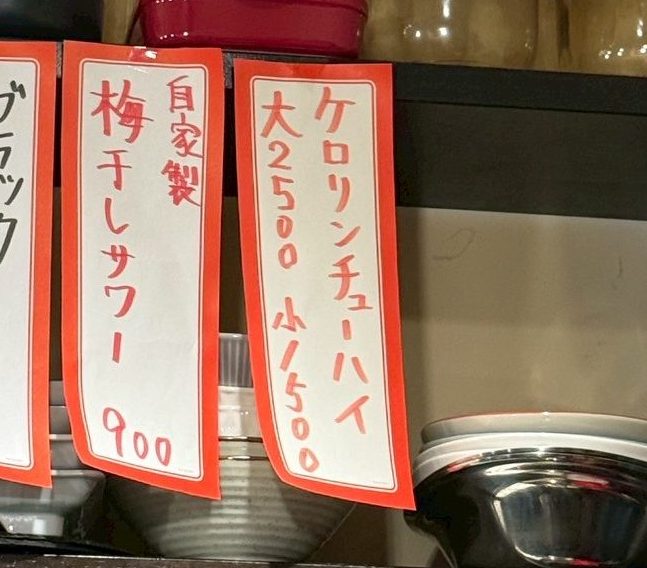 ケロリンチューハイ
大2500 小1500
自家製
梅干しサワー
900
ブラック